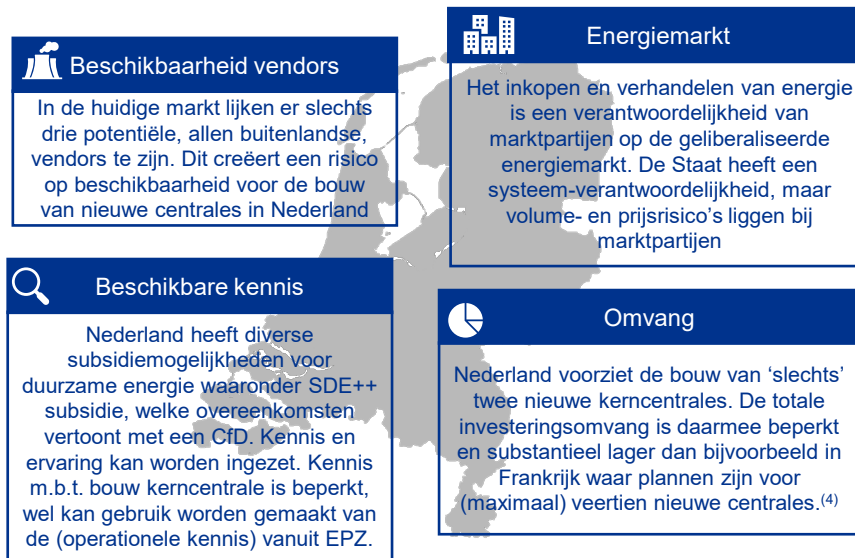 Beschikbaarheid vendors
In de huidige markt lijken er slechts
drie potentiële, allen buitenlandse,
vendors te zijn. Dit creëert een risico
op beschikbaarheid voor de bouw
van nieuwe centrales in Nederland
Energiemarkt
Het inkopen en verhandelen van energie
is een verantwoordelijkheid van
marktpartijen op de geliberaliseerde
energiemarkt. De Staat heeft een
systeem-verantwoordelijkheid, maar
volume- en prijsrisico’s liggen bij
marktpartijen
Beschikbare kennis
Nederland heeft diverse
subsidiemogelijkheden voor
duurzame energie waaronder SDE++
subsidie, welke overeenkomsten
vertoont met een CfD. Kennis en
ervaring kan worden ingezet. Kennis
m.b.t. bouw kerncentrale is beperkt,
wel kan gebruik worden gemaakt van
de (operationele kennis) vanuit EPZ.
Omvang
Nederland voorziet de bouw van ‘slechts’
twee nieuwe kerncentrales. De totale
investeringsomvang is daarmee beperkt
en substantieel lager dan bijvoorbeeld in
Frankrijk waar plannen zijn voor
(maximaal) veertien nieuwe centrales.(4)